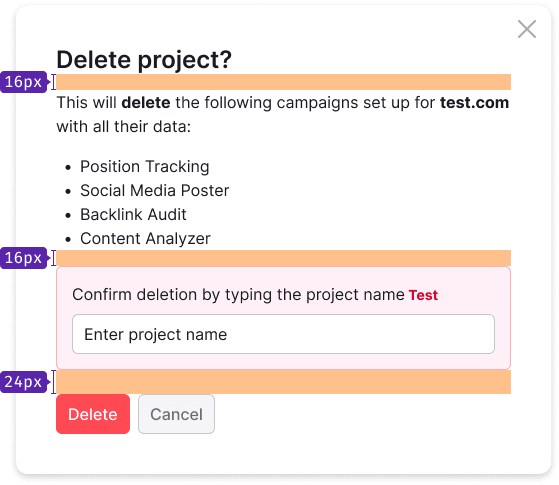 Delete project?
16px
This will delete the following campaigns set up for test.com
with all their data:
• Position Tracking
• Social Media Poster
• Backlink Audit
• Content Analyzer
16px
Confirm deletion by typing the project name Test
Enter project name
24px
Delete Cancel